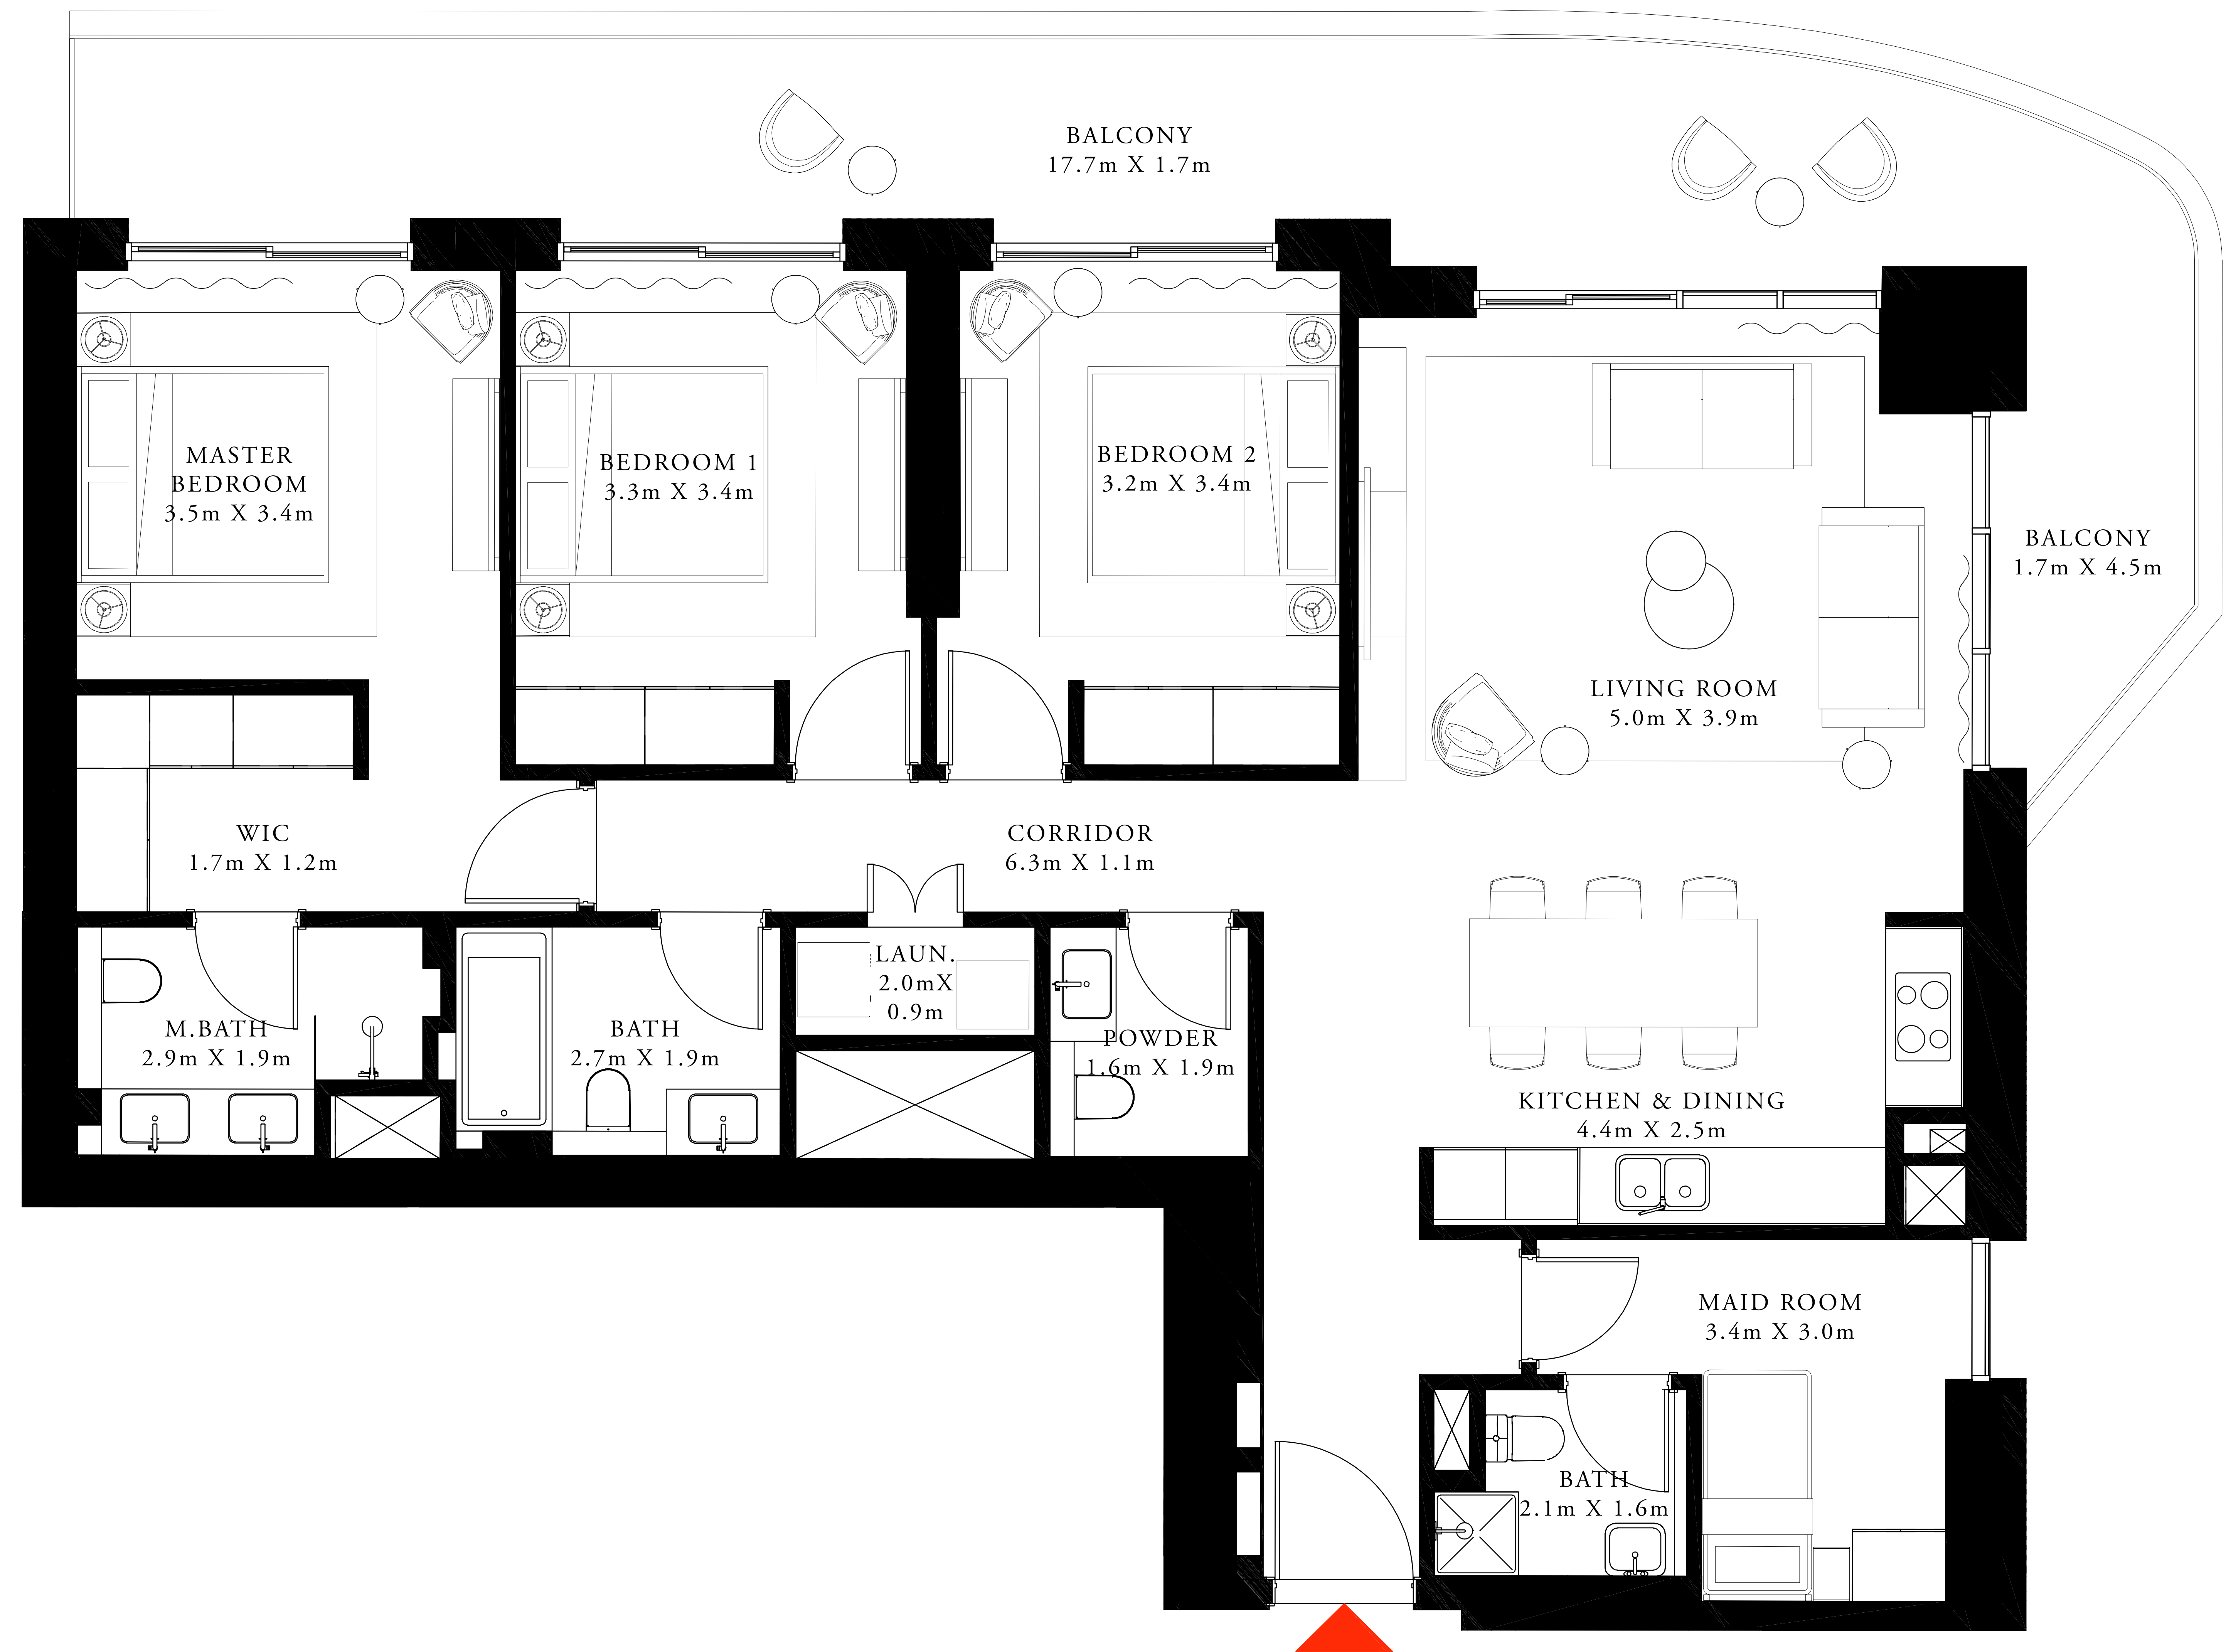 BALCONY
17.7m X 1.7m
MASTER
BEDROOM
3.5m X 3.4m
BEDROOM 1
3.3m X 3.4m
BEDROOM 2
3.2m X 3.4m
BALCONY
1.7m X 4.5m
LIVING ROOM
5.0m X 3.9m
WIC
1.7m X 1.2m
CORRIDOR
6.3m X 1.1m
LAUN.
2.0mX
0.9m
M.BATH
2.9m X 1.9m
BATH
2.7m X 1.9m
POWDER
1.6m X 1.9m
KITCHEN & DINING
4.4m X 2.5m
MAID ROOM
3.4m X 3.0m
BATH
2.1m X 1.6m